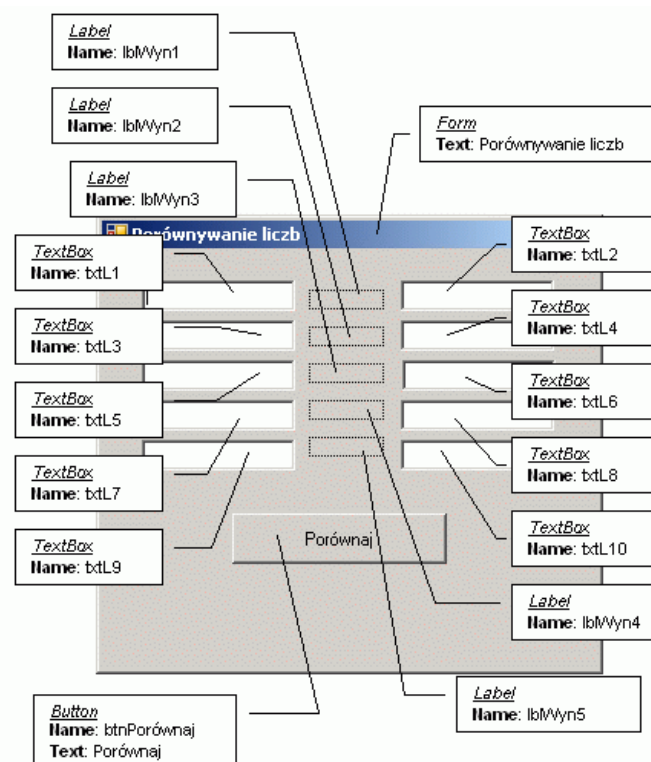 Label
Name: lblWyn1
Label
Name: lblWyn2
Form
Text: Porównywanie liczb
Label
Name: lblWyn3
Porównywanie liczb
TextBox
Name: txtL1
TextBox
Name: txtL2
TextBox
Name: txtL3
TextBox
Name: txtL4
TextBox
Name: txtL5
TextBox
Name: txtL6
TextBox
Name: txtL7
TextBox
Name: txtL8
TextBox
Name: txtL9
Porównaj
TextBox
Name: txtL10
Label
Name: lblWyn4
Label
Name: lblWyn5
Button
Name: btnPorównaj
Text: Porównaj